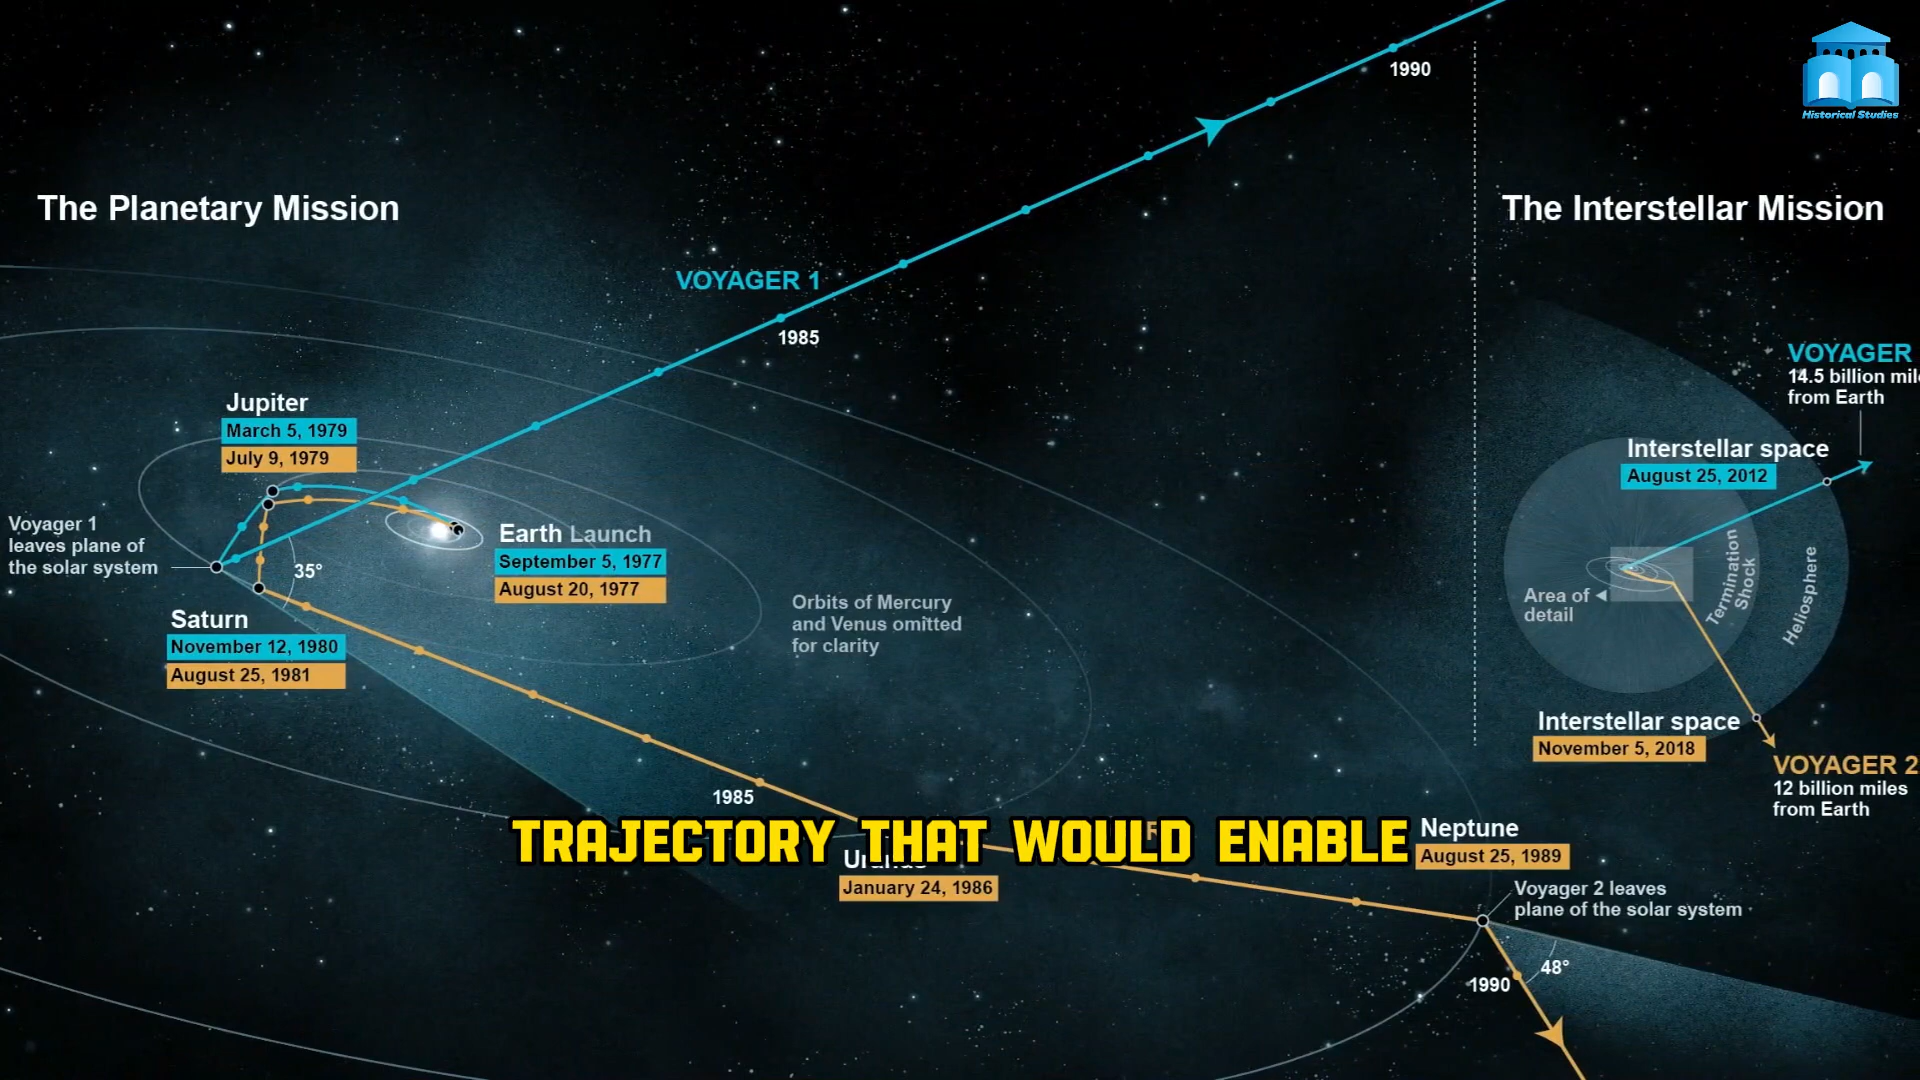 Historical Studies
The Planetary Mission
The Interstellar Mission
1990
VOYAGER 1
1985
Jupiter
March 5, 1979
July 9, 1979
Voyager 1
leaves plane of
the solar system
35°
Earth Launch
September 5, 1977
August 20, 1977
Saturn
November 12, 1980
August 25, 1981
Orbits of Mercury
and Venus omitted
for clarity
1985
Uranus
January 24, 1986
TRAJECTORY THAT WOULD ENABLE
Neptune
August 25, 1989
Voyager 2 leaves
plane of the solar system
48°
1990
VOYAGER
14.5 billion
from Earth
Interstellar space
August 25, 2012
Termination
Shock
Heliosphere
Area of
detail
Interstellar space
November 5, 2018
VOYAGER 2
12 billion miles
from Earth